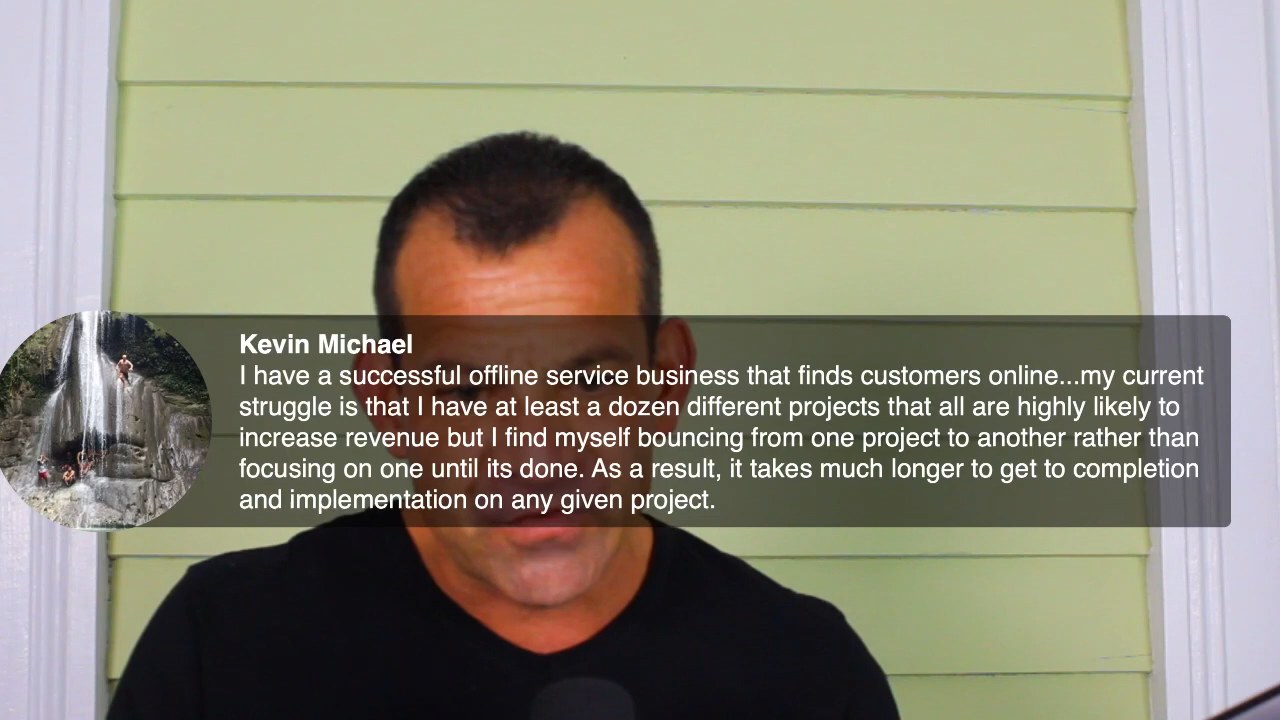 Kevin Michael
I have a successful offline service business that finds customers online...my current
struggle is that I have at least a dozen different projects that all are highly likely to
increase revenue but I find myself bouncing from one project to another rather than
focusing on one until its done. As a result, it takes much longer to get to completion
and implementation on any given project.